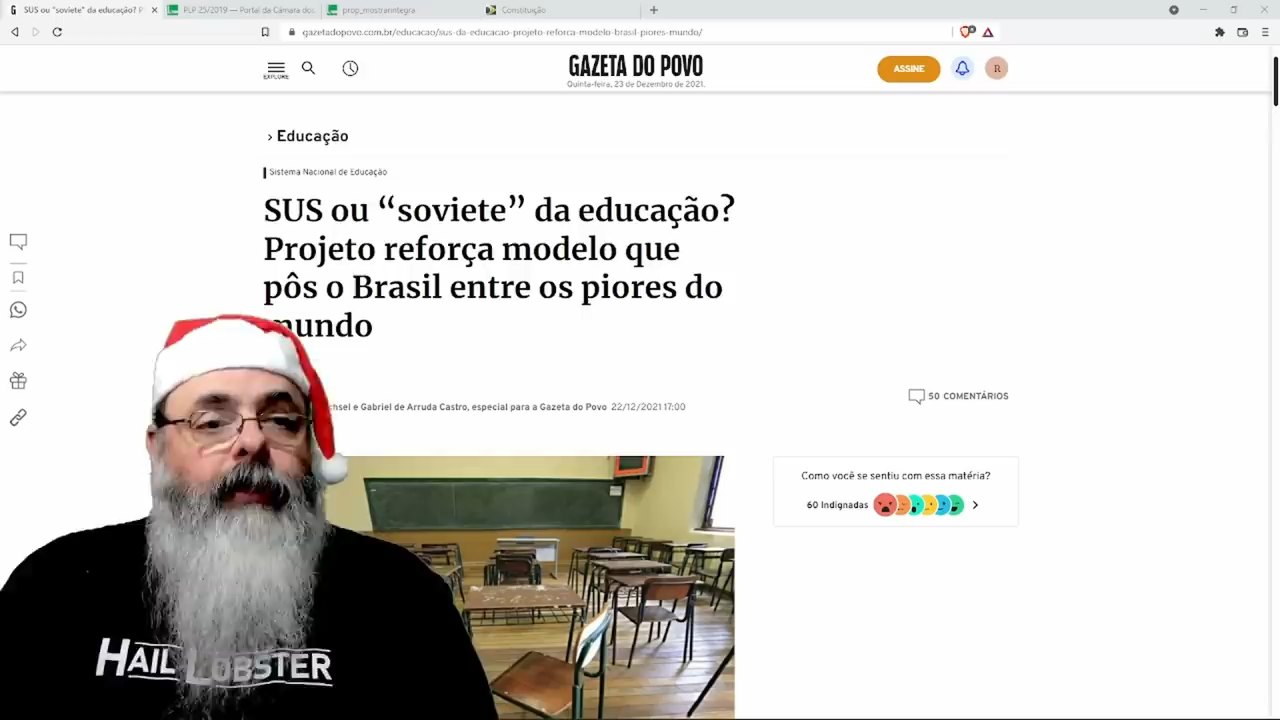 SUS ou “soviete” da educação? P
PLP 25/2019 — Portal da Câmara dos
prop_mostrarintegra
Constituição
gazetadopovo.com.br/educacao/sus-da-educacao-projeto-reforca-modelo-brasil-piores-mundo/
EXPLORE
GAZETA DO POVO
Quinta-feira, 23 de Dezembro de 2021.
ASSINE
R
› Educação
Sistema Nacional de Educação
SUS ou “soviete” da educação?
Projeto reforça modelo que
pôs o Brasil entre os piores do
mundo
e Gabriel de Arruda Castro, especial para a Gazeta do Povo 22/12/2021 17:00
50 COMENTÁRIOS
Como você se sentiu com essa matéria?
60 Indignadas
HAIL LOBSTER